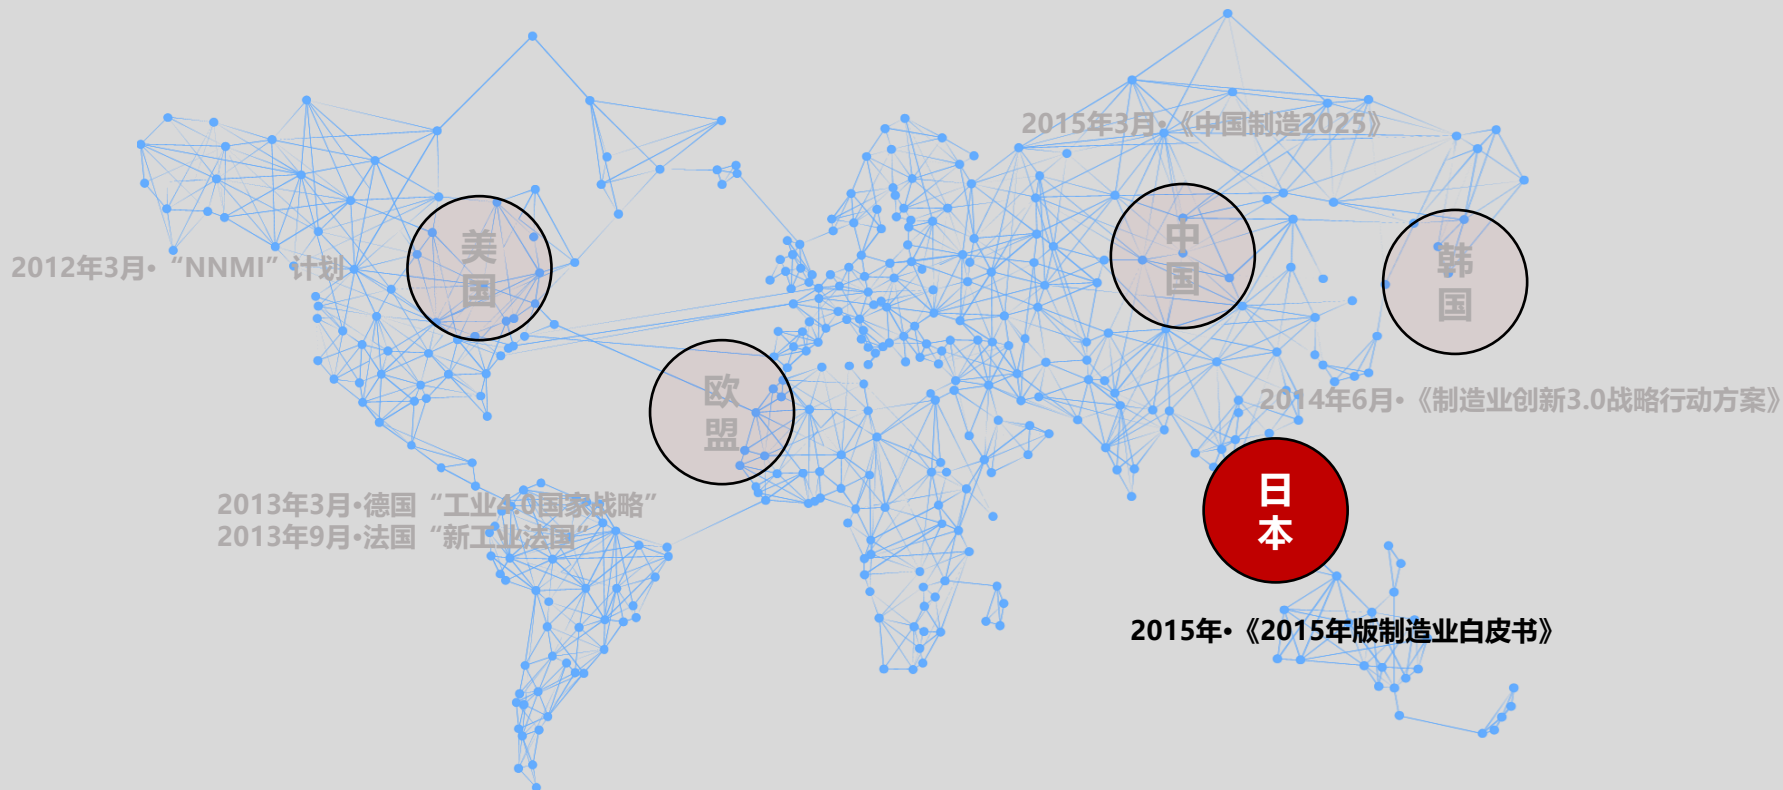 2015年3月•《中国制造2025》
美
国
中
国
韩
国
2012年3月•“NNMI”计划
欧
盟
2014年6月•《制造业创新3.0战略行动方案》
2013年3月•德国“工业4.0国家战略”
2013年9月•法国“新工业法国”
日
本
2015年•《2015年版制造业白皮书》